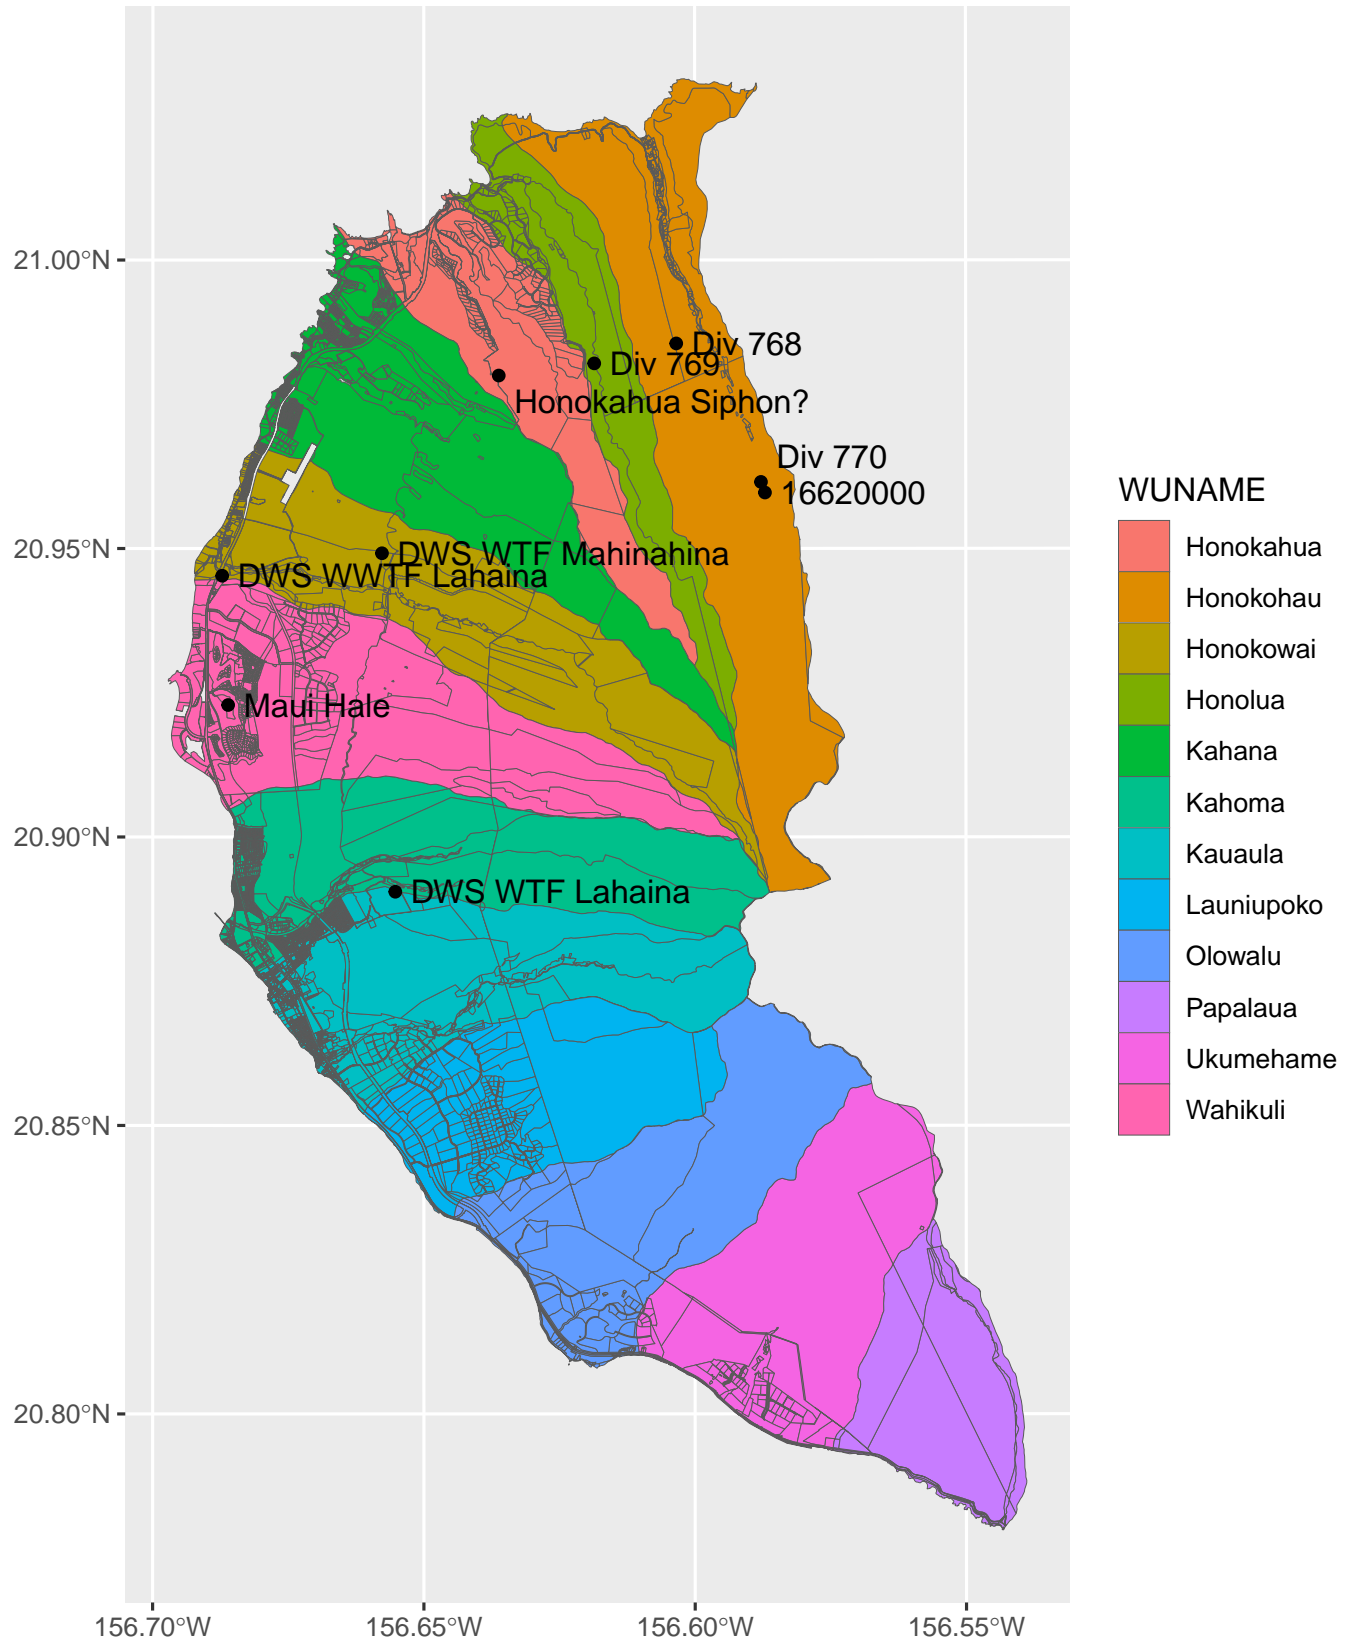 21.00°N
20.95°N
20.90°N
20.85°N
20.80°N
156.70°W
156.65°W
156.60°W
156.55°W
Div 768
Div 769
Honokahua Siphon?
Div 770
16620000
DWS WTF Mahinahina
DWS WWTF Lahaina
Maui Hale
DWS WTF Lahaina
WUNAME
Honokahua
Honokohau
Honokowai
Honolua
Kahana
Kahoma
Kauaula
Launiupoko
Olowalu
Papalaua
Ukumehame
Wahikuli